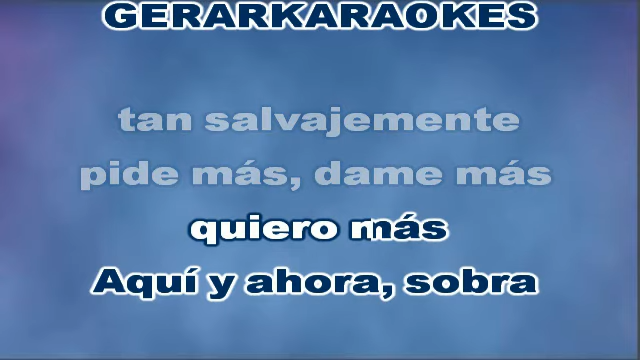 GERARKARAOKES
tan salvajemente
pide más, dame más
quiero más
Aquí y ahora, sobra